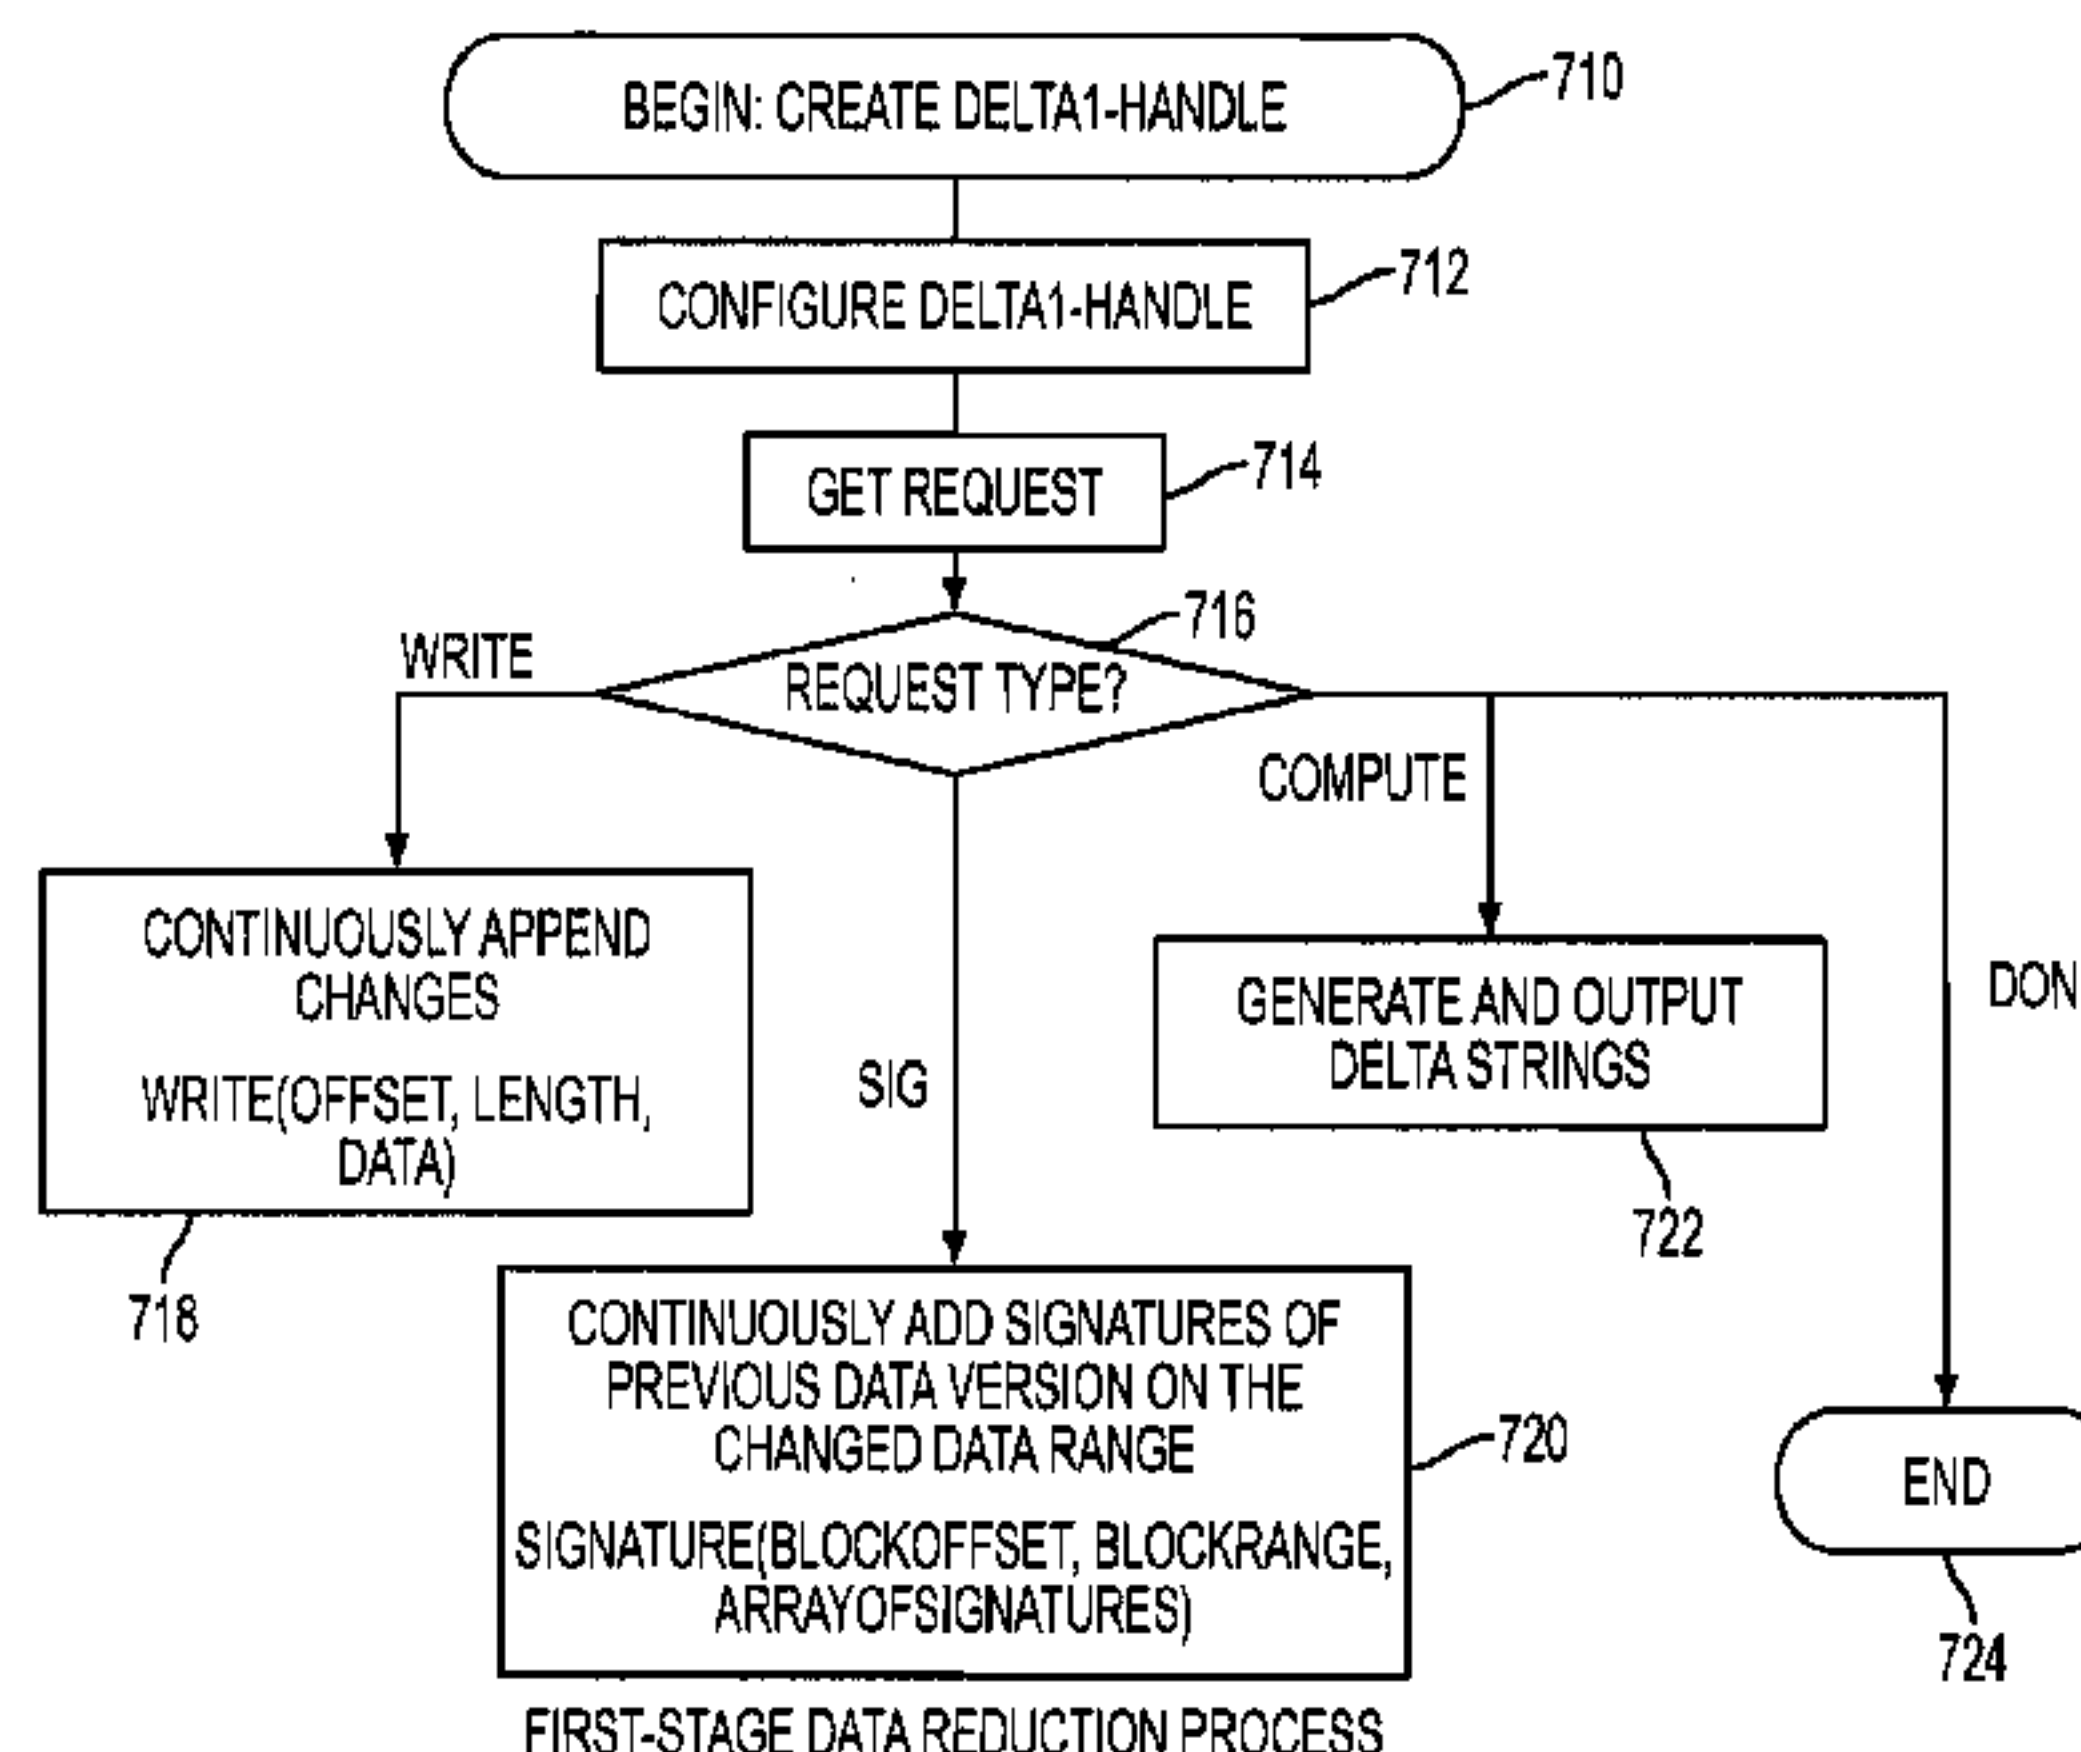 BEGIN: CREATE DELTA1-HANDLE
710
CONFIGURE DELTA1-HANDLE
712
GET REQUEST
714
716
WRITE
REQUEST TYPE?
COMPUTE
CONTINUOUSLY APPEND
CHANGES
WRITE(OFFSET, LENGTH,
DATA)
718
SIG
GENERATE AND OUTPUT
DELTA STRINGS
722
DON
CONTINUOUSLY ADD SIGNATURES OF
PREVIOUS DATA VERSION ON THE
CHANGED DATA RANGE
SIGNATURE(BLOCKOFFSET, BLOCKRANGE,
ARRAYOFSIGNATURES)
720
END
724
FIRST-STAGE DATA REDUCTION PROCESS